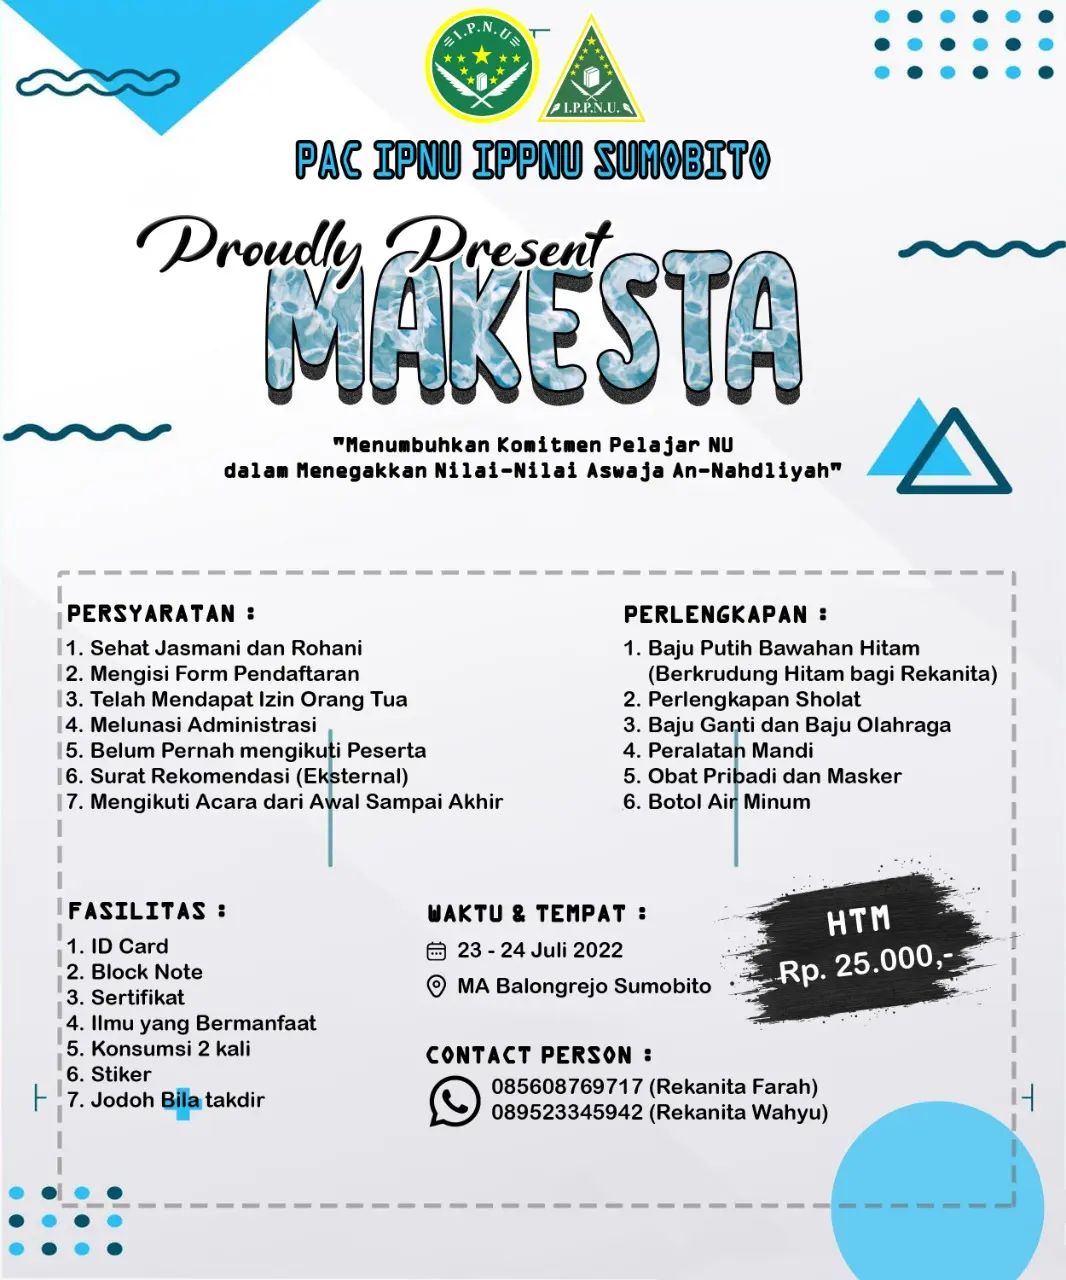 I.P.N.U
I.P.P.N.U.
PAC IPNU IPPNU SUMOBITO
Proudly Present
MAKESTA
"Menumbuhkan Komitmen Pelajar NU
dalam Menegakkan Nilai-Nilai Aswaja An-Nahdliyah"
PERSYARATAN :
1. Sehat Jasmani dan Rohani
2. Mengisi Form Pendaftaran
3. Telah Mendapat Izin Orang Tua
4. Melunasi Administrasi
5. Belum Pernah mengikuti Peserta
6. Surat Rekomendasi (Eksternal)
7. Mengikuti Acara dari Awal Sampai Akhir
PERLENGKAPAN :
1. Baju Putih Bawahan Hitam
(Berkrudung Hitam bagi Rekanita)
2. Perlengkapan Sholat
3. Baju Ganti dan Baju Olahraga
4. Peralatan Mandi
5. Obat Pribadi dan Masker
6. Botol Air Minum
FASILITAS :
1. ID Card
2. Block Note
3. Sertifikat
4. Ilmu yang Bermanfaat
5. Konsumsi 2 kali
6. Stiker
7. Jodoh Bila takdir
WAKTU & TEMPAT :
23 - 24 Juli 2022
MA Balongrejo Sumobito
HTM
Rp. 25.000,-
CONTACT PERSON :
085608769717 (Rekanita Farah)
089523345942 (Rekanita Wahyu)